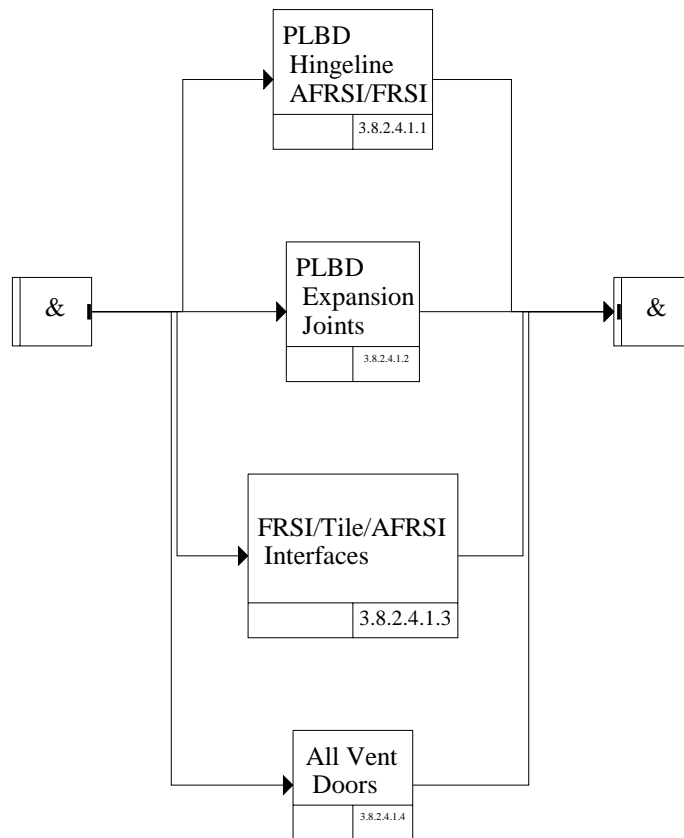 PLBD
Hingeline
AFRSI/FRSI
3.8.2.4.1.1
&
PLBD
Expansion
Joints
3.8.2.4.1.2
&
FRSI/Tile/AFRSI
Interfaces
3.8.2.4.1.3
All Vent
Doors
3.8.2.4.1.4